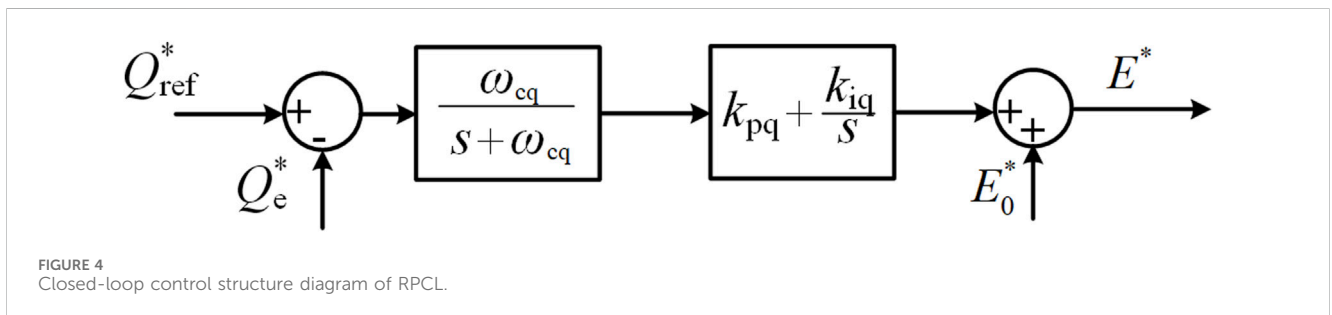 Q*ref
+
-
Q*e
ωcq
s+ωcq
kpq + kiq
s
+
+
E*
E*0
FIGURE 4
Closed-loop control structure diagram of RPCL.